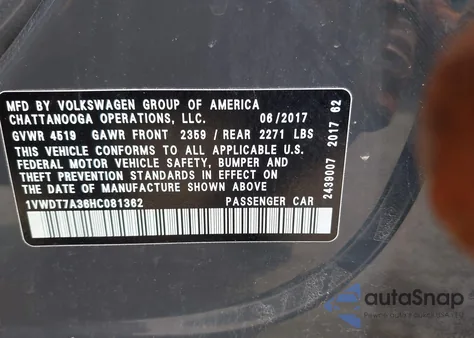 MFD BY VOLKSWAGEN GROUP OF AMERICA
CHATTANOOGA OPERATIONS, LLC. 06/2017
GVWR 4519 GAWR FRONT 2359 / REAR 2271 LBS
THIS VEHICLE CONFORMS TO ALL APPLICABLE U.S.
FEDERAL MOTOR VEHICLE SAFETY, BUMPER AND
THEFT PREVENTION STANDARDS IN EFFECT ON THE
DATE OF MANUFACTURE SHOWN ABOVE.
1VWDT7A36HC081362 PASSENGER CAR
2439007 2017 62
autoSnap